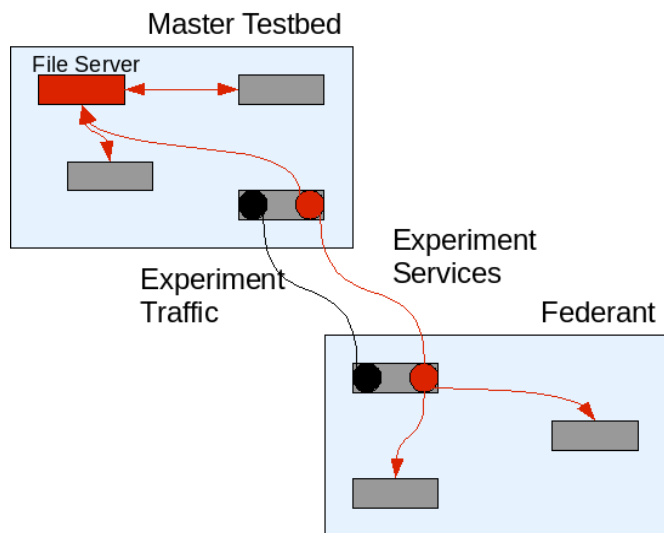 Master Testbed
File Server
Experiment
Services
Experiment
Traffic
Federant